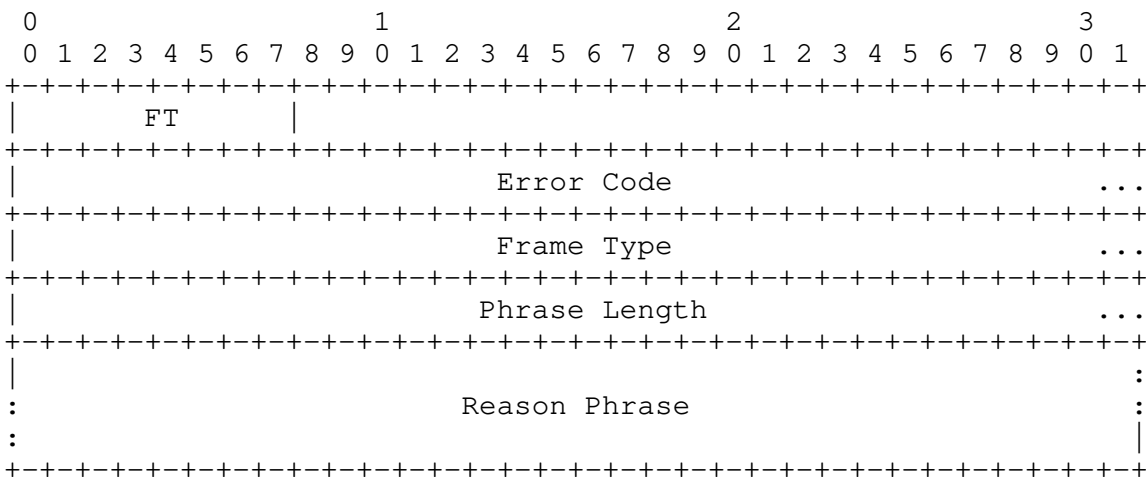 0                   1                   2                   3
 0 1 2 3 4 5 6 7 8 9 0 1 2 3 4 5 6 7 8 9 0 1 2 3 4 5 6 7 8 9 0 1
+-+-+-+-+-+-+-+-+-+-+-+-+-+-+-+-+-+-+-+-+-+-+-+-+-+-+-+-+-+-+-+-+
|       FT      |
+-+-+-+-+-+-+-+-+-+-+-+-+-+-+-+-+-+-+-+-+-+-+-+-+-+-+-+-+-+-+-+-+
|                           Error Code                        ...
+-+-+-+-+-+-+-+-+-+-+-+-+-+-+-+-+-+-+-+-+-+-+-+-+-+-+-+-+-+-+-+-+
|                           Frame Type                        ...
+-+-+-+-+-+-+-+-+-+-+-+-+-+-+-+-+-+-+-+-+-+-+-+-+-+-+-+-+-+-+-+-+
|                          Phrase Length                      ...
+-+-+-+-+-+-+-+-+-+-+-+-+-+-+-+-+-+-+-+-+-+-+-+-+-+-+-+-+-+-+-+-+
|                                                               :
:                         Reason Phrase                         :
:                                                               |
+-+-+-+-+-+-+-+-+-+-+-+-+-+-+-+-+-+-+-+-+-+-+-+-+-+-+-+-+-+-+-+-+